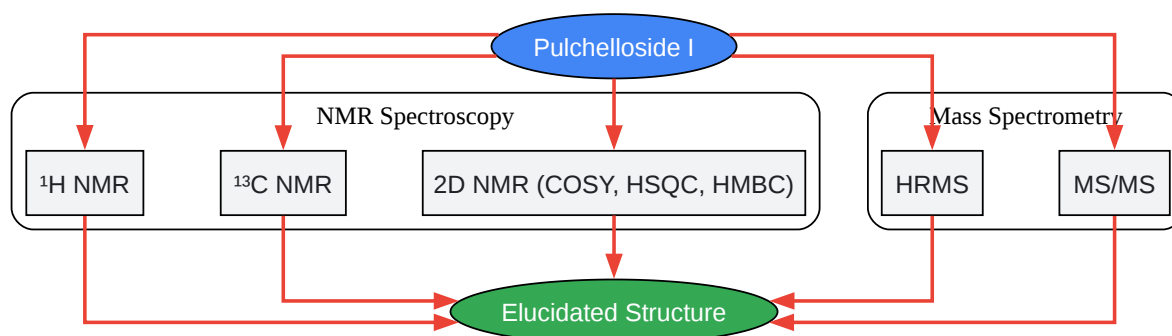 Pulchelloside I
NMR Spectroscopy
Mass Spectrometry
¹H NMR
¹³C NMR
2D NMR (COSY, HSQC, HMBC)
HRMS
MS/MS
Elucidated Structure